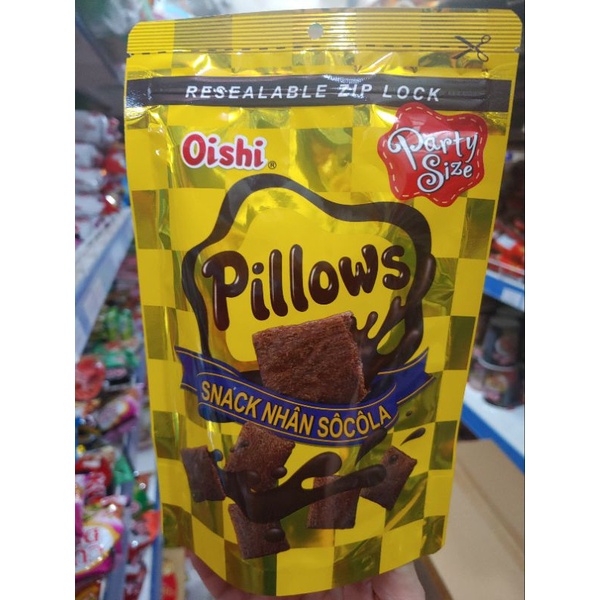 RESEALABLE ZIP LOCK
Oishi®
Party
Size
Pillows
SNACK NHÂN SÔCÔLA